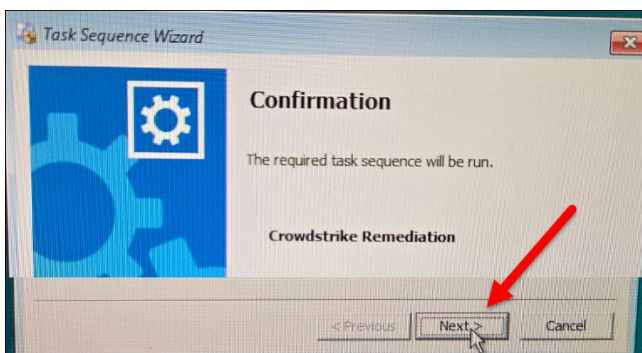 Task Sequence Wizard
Confirmation
The required task sequence will be run.
Crowdstrike Remediation
< Previous
Next >
Cancel